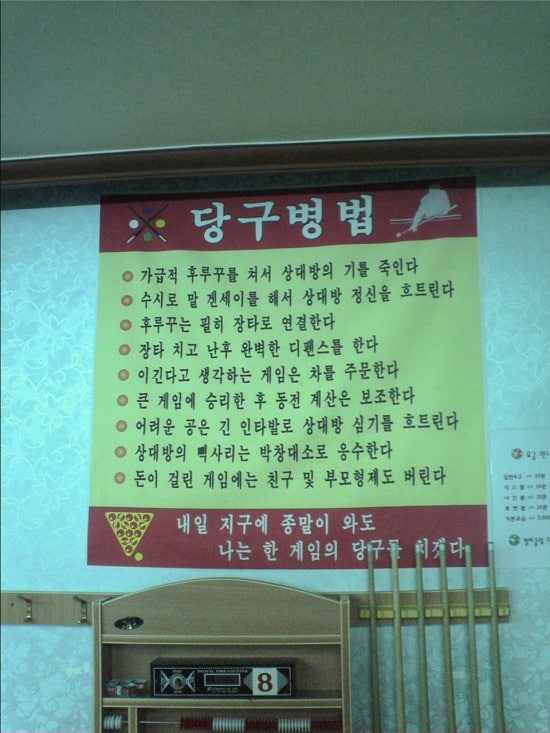 당구병법
가급적 후루꾸를 쳐서 상대방의 기를 죽인다
수시로 말 겐세이를 해서 상대방 정신을 흐트린다
후루꾸는 필히 장타로 연결한다
장타 치고 난후 완벽한 디펜스를 한다
이긴다고 생각하는 게임은 차를 주문한다
큰 게임에 승리한 후 동전 계산은 보조한다
어려운 공은 긴 인타발로 상대방 심기를 흐트린다
상대방의 삑사리는 박창대소로 응수한다
돈이 걸린 게임에는 친구 및 부모형제도 버린다
내일 지구에 종말이 와도
나는 한 게임의 당구를 치겠다
요금
8